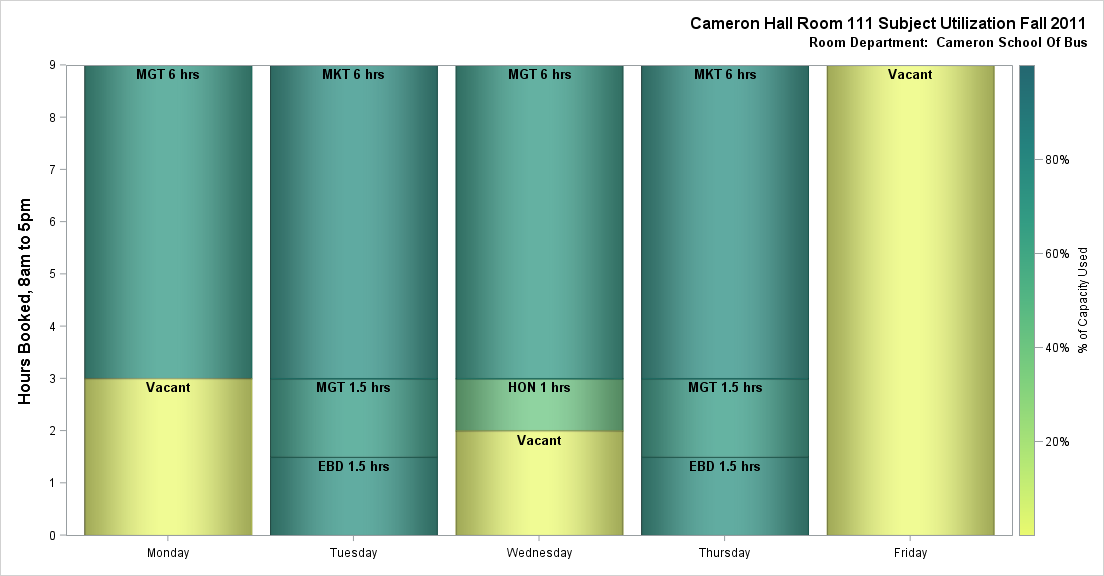 Cameron Hall Room 111 Subject Utilization Fall 2011
Room Department:  Cameron School Of Bus
Hours Booked, 8am to 5pm
9
8
7
6
5
4
3
2
1
0
MGT 6 hrs
Vacant
MKT 6 hrs
MGT 1.5 hrs
EBD 1.5 hrs
MGT 6 hrs
HON 1 hrs
Vacant
MKT 6 hrs
MGT 1.5 hrs
EBD 1.5 hrs
Vacant
Monday
Tuesday
Wednesday
Thursday
Friday
80%
60%
40%
20%
% of Capacity Used